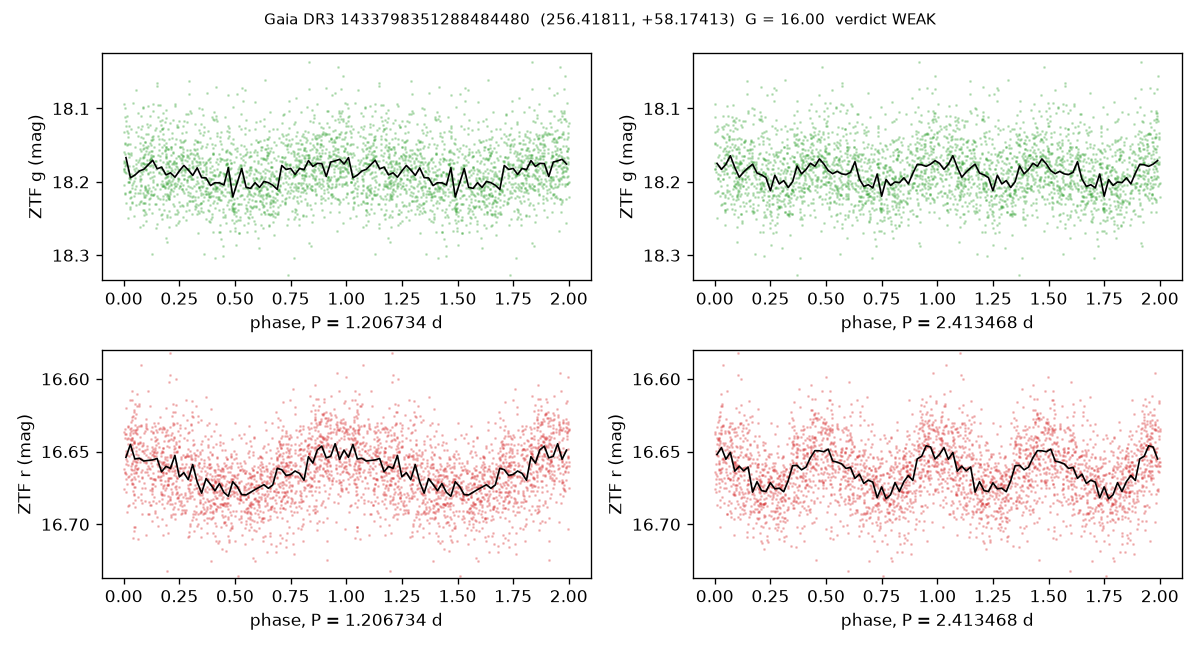 Gaia DR3 1433798351288484480  (256.41811, +58.17413)  G = 16.00  verdict WEAK
ZTF g (mag)
18.1
18.2
18.3
0.00 0.25 0.50 0.75 1.00 1.25 1.50 1.75 2.00
phase, P = 1.206734 d
ZTF g (mag)
18.1
18.2
18.3
0.00 0.25 0.50 0.75 1.00 1.25 1.50 1.75 2.00
phase, P = 2.413468 d
ZTF r (mag)
16.60
16.65
16.70
0.00 0.25 0.50 0.75 1.00 1.25 1.50 1.75 2.00
phase, P = 1.206734 d
ZTF r (mag)
16.60
16.65
16.70
0.00 0.25 0.50 0.75 1.00 1.25 1.50 1.75 2.00
phase, P = 2.413468 d